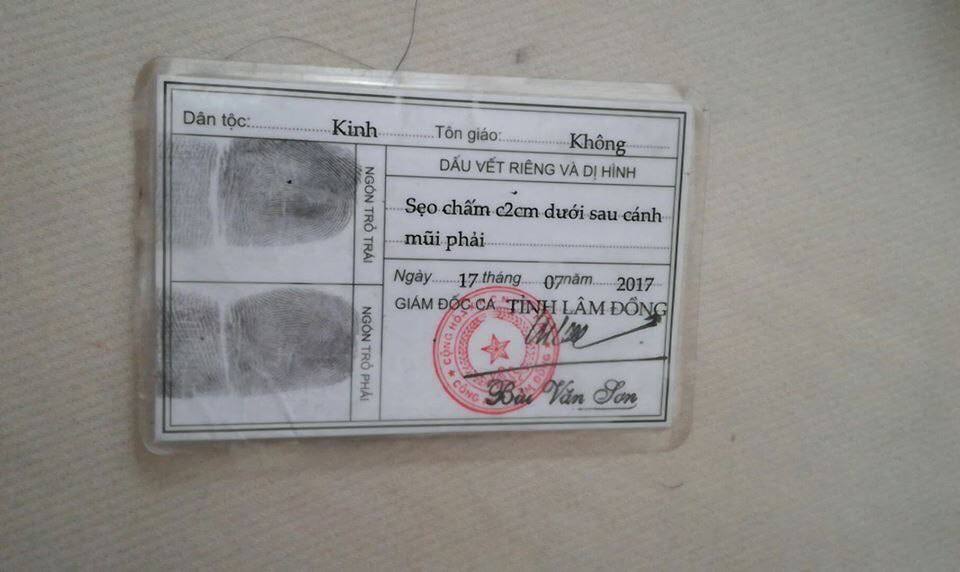 Dân tộc: Kinh Tôn giáo: Không
NGÓN TRỎ TRÁI
NGÓN TRỎ PHẢI
DẤU VẾT RIÊNG VÀ DỊ HÌNH
Sẹo chấm c2cm dưới sau cánh
mũi phải
Ngày 17 tháng 07 năm 2017
GIÁM ĐỐC CA TỈNH LÂM ĐỒNG
Bùi Văn Sơn